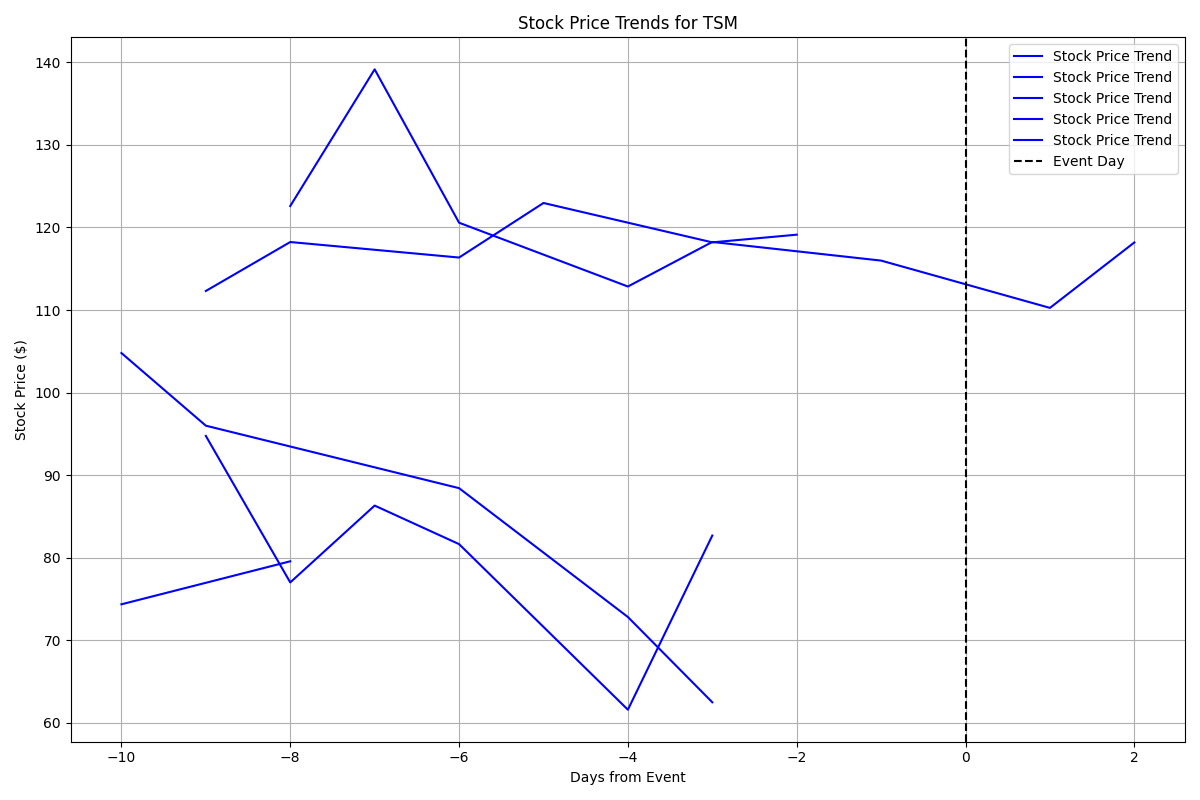 Stock Price Trends for TSM
Stock Price ($)
140
130
120
110
100
90
80
70
60
Stock Price Trend
Stock Price Trend
Stock Price Trend
Stock Price Trend
Stock Price Trend
Event Day
−10
−8
−6
−4
−2
0
2
Days from Event